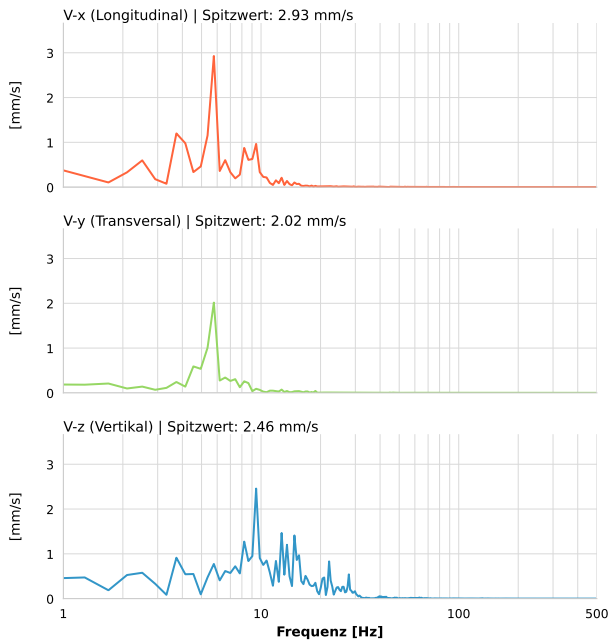 V-x (Longitudinal) | Spitzwert: 2.93 mm/s
3
2
1
0
[mm/s]
V-y (Transversal) | Spitzwert: 2.02 mm/s
3
2
1
0
[mm/s]
V-z (Vertikal) | Spitzwert: 2.46 mm/s
3
2
1
0
[mm/s]
1 10 100 500
Frequenz [Hz]